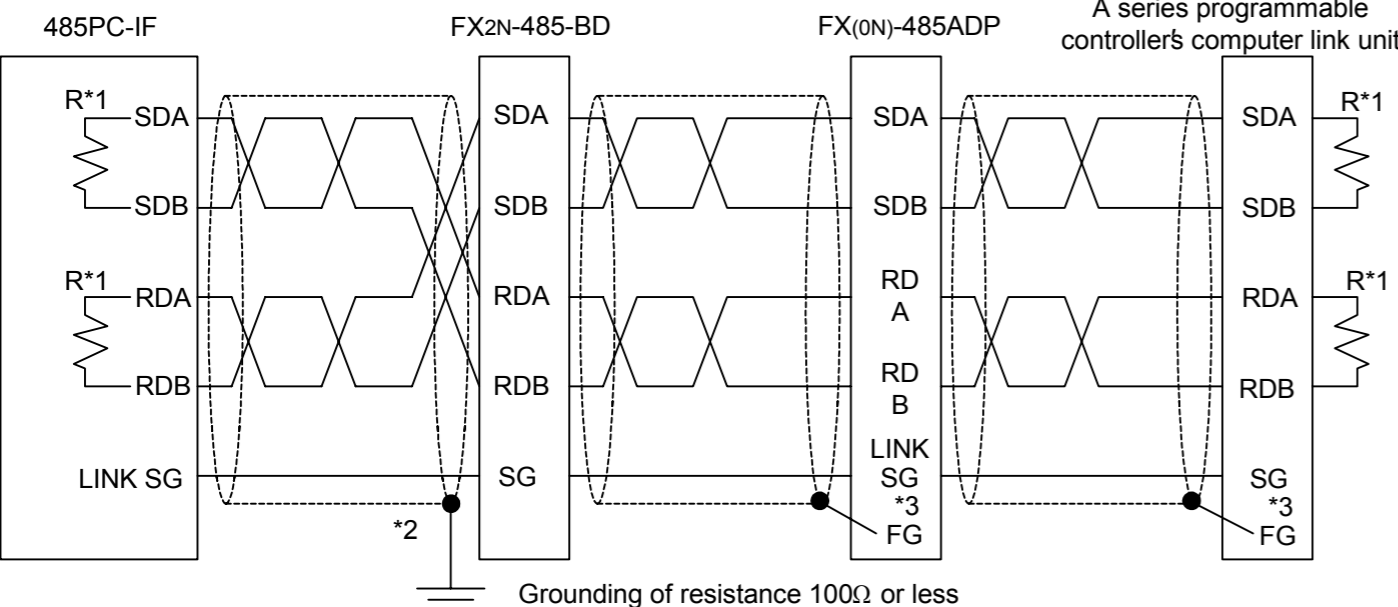 485PC-IF
FX2N-485-BD
FX(0N)-485ADP
A series programmable
controller's computer link unit
R*1
SDA
SDB
R*1
RDA
RDB
LINK SG
*2
SDA
SDB
RDA
RDB
SG
SDA
SDB
RD
A
RD
B
LINK
SG
*3
FG
SDA
SDB
RDA
RDB
SG
*3
FG
R*1
R*1
Grounding of resistance 100Ω or less